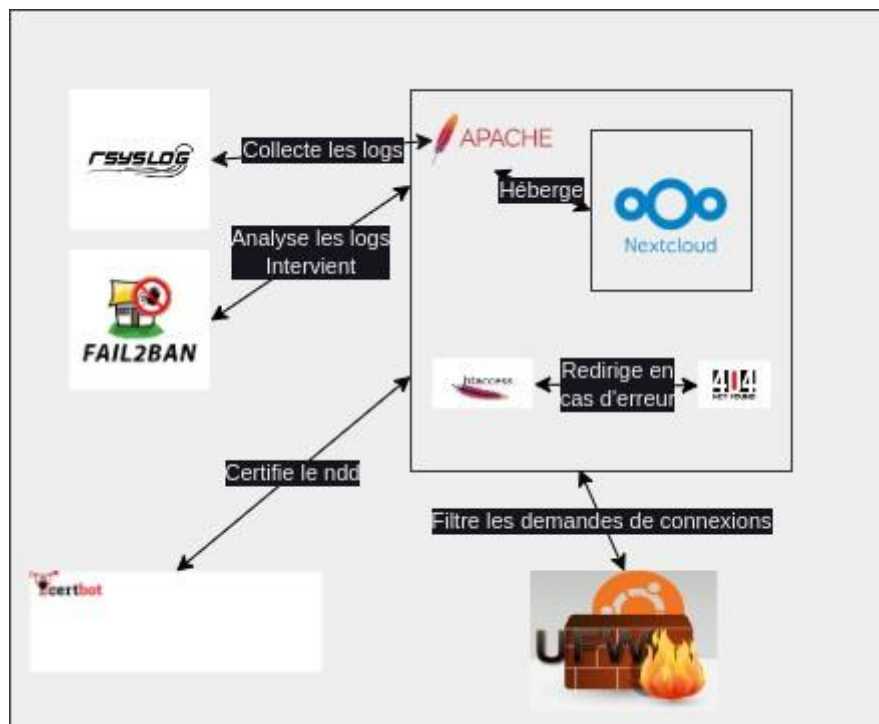 rsyslog
Collecte les logs
APACHE
Héberge
Nextcloud
Analyse les logs
Intervient
FAIL2BAN
htaccess
Redirige en
cas d'erreur
404
NOT FOUND
Certifie le ndd
Filtre les demandes de connexions
certbot
UFW